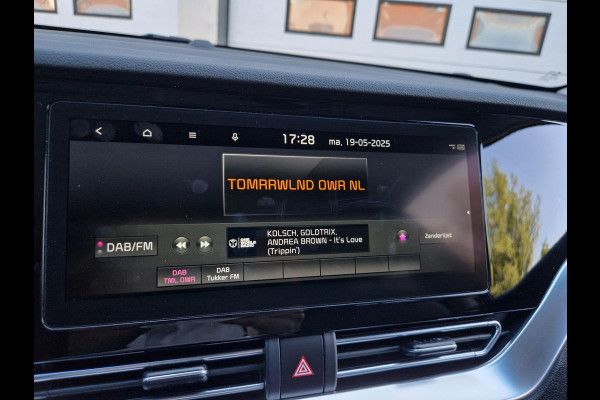 17:28 ma, 19-05-2025
TOMRRWLND OWR NL
DAB/FM
KOLSCH, GOLDTRIX,
ANDREA BROWN - It's Love
(Trippin')
Zenderlijst
DAB
TML OWR
DAB
Tukker FM